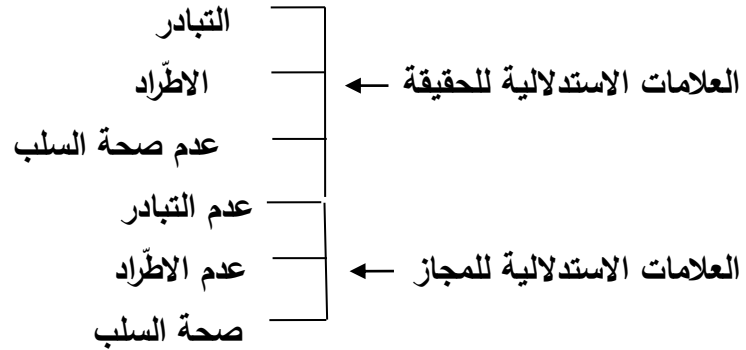 التبادر
العلامات الاستدلالية للحقيقة ← الاطّراد
عدم صحة السلب
عدم التبادر
العلامات الاستدلالية للمجاز ← عدم الاطّراد
صحة السلب